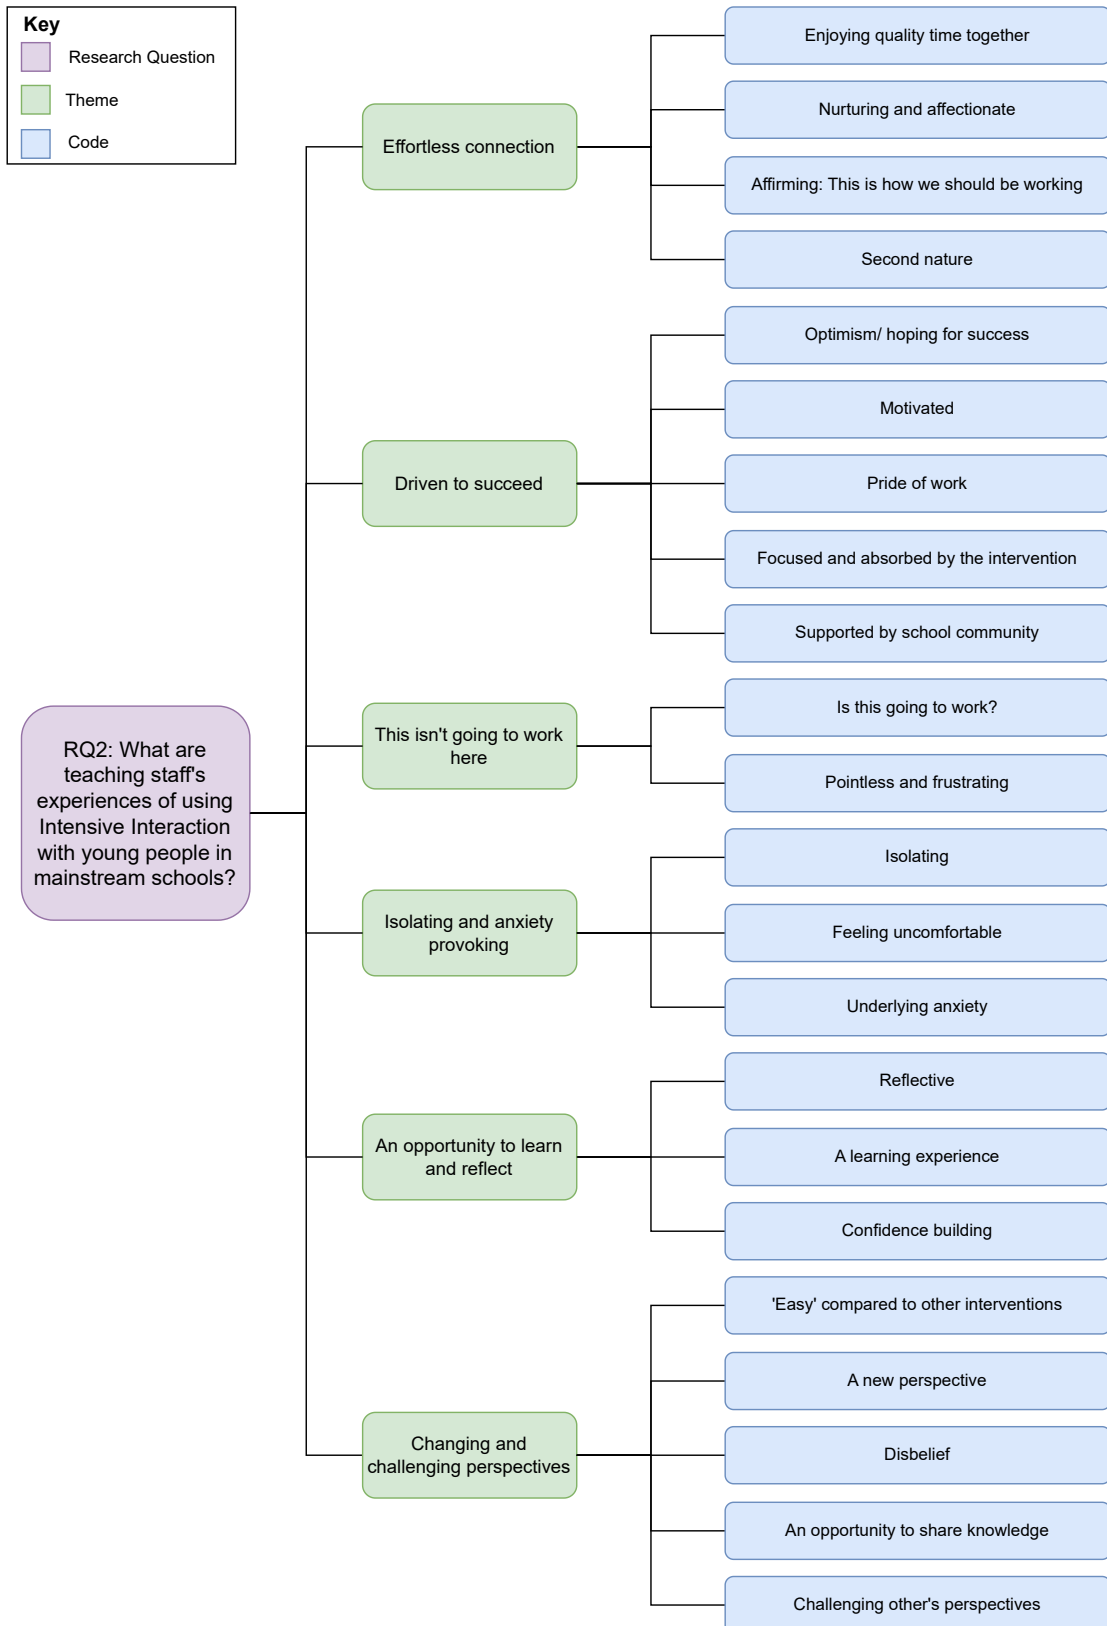 Key
Research Question
Theme
Code
RQ2: What are
teaching staff's
experiences of using
Intensive Interaction
with young people in
mainstream schools?
Effortless connection
Enjoying quality time together
Nurturing and affectionate
Affirming: This is how we should be working
Second nature
Driven to succeed
Optimism/ hoping for success
Motivated
Pride of work
Focused and absorbed by the intervention
Supported by school community
This isn't going to work
here
Is this going to work?
Pointless and frustrating
Isolating and anxiety
provoking
Isolating
Feeling uncomfortable
Underlying anxiety
An opportunity to learn
and reflect
Reflective
A learning experience
Confidence building
Changing and
challenging perspectives
'Easy' compared to other interventions
A new perspective
Disbelief
An opportunity to share knowledge
Challenging other's perspectives